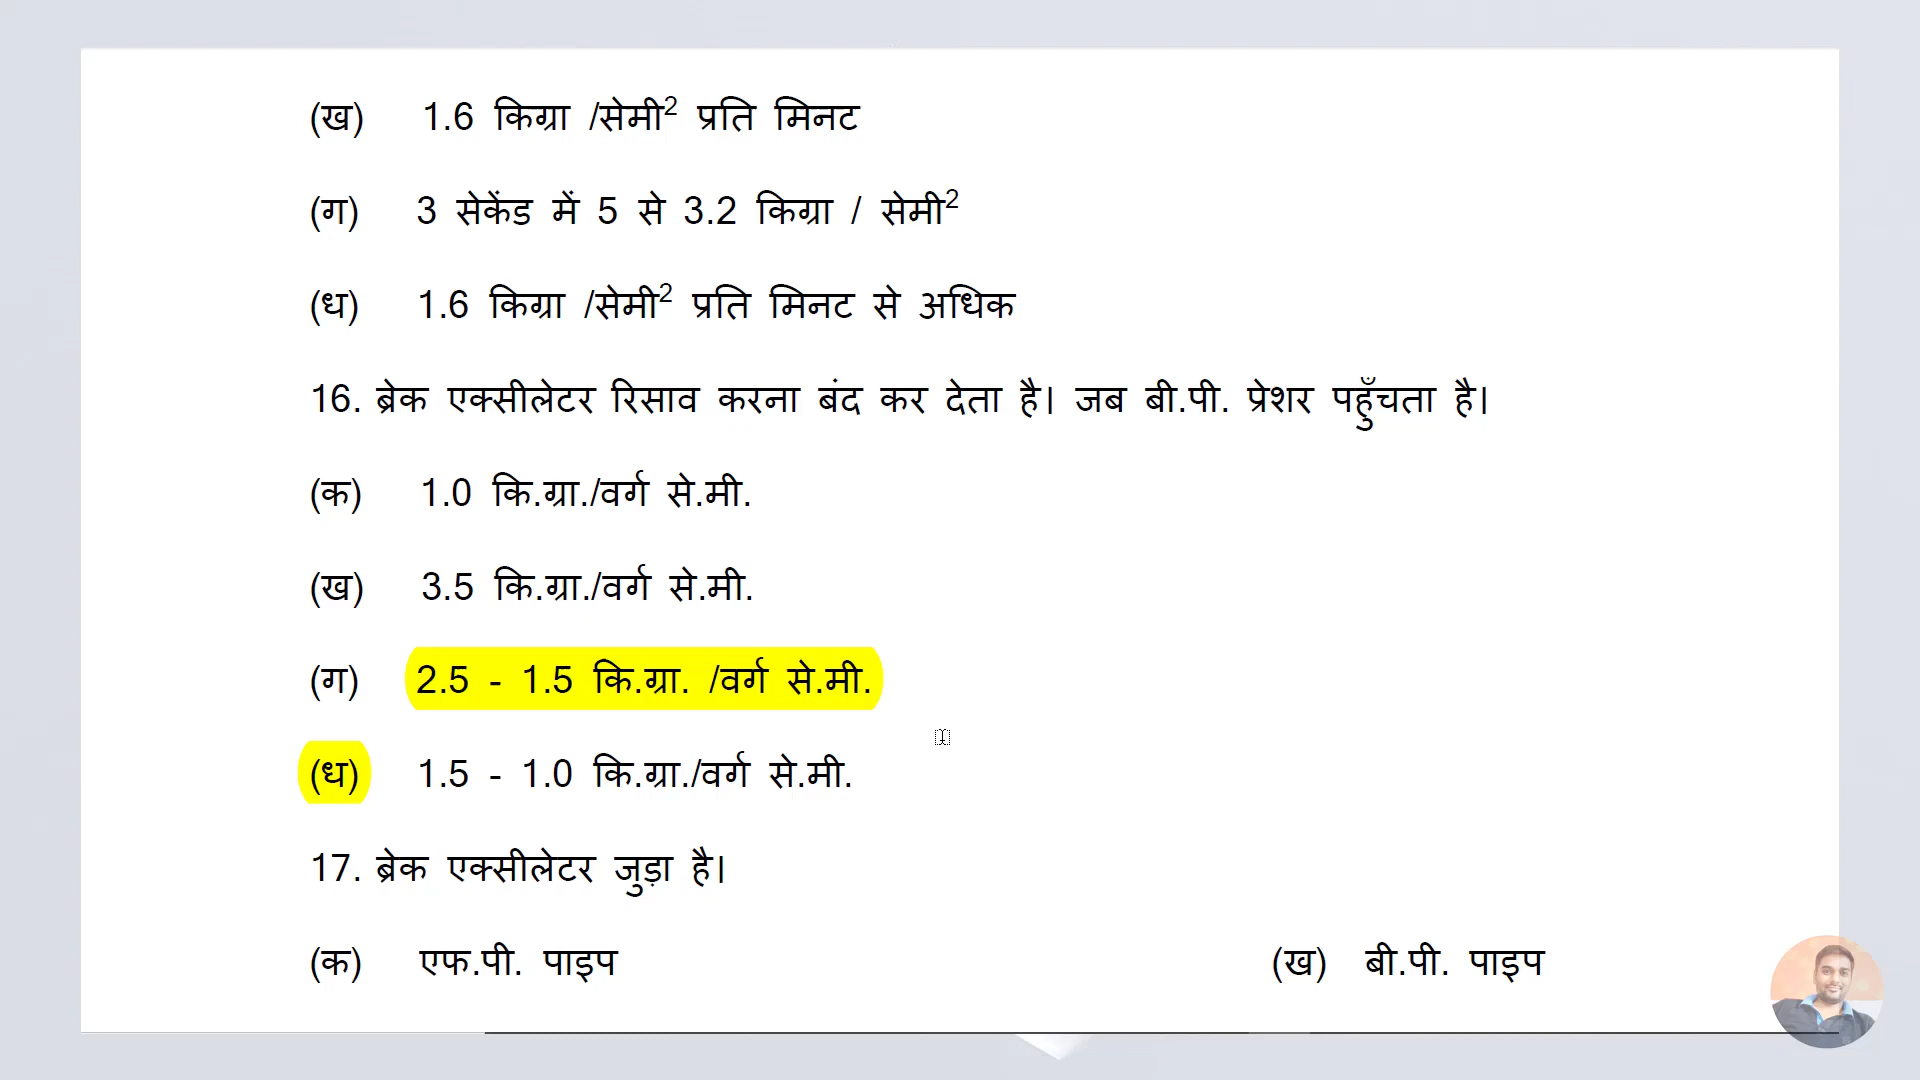 (ख) 1.6 किग्रा /सेमी² प्रति मिनट
(ग) 3 सेकेंड में 5 से 3.2 किग्रा / सेमी²
(ध) 1.6 किग्रा /सेमी² प्रति मिनट से अधिक
16. ब्रेक एक्सीलेटर रिसाव करना बंद कर देता है। जब बी.पी. प्रेशर पहुँचता है।
(क) 1.0 कि.ग्रा./वर्ग से.मी.
(ख) 3.5 कि.ग्रा./वर्ग से.मी.
(ग) 2.5 - 1.5 कि.ग्रा. /वर्ग से.मी.
(ध) 1.5 - 1.0 कि.ग्रा./वर्ग से.मी.
17. ब्रेक एक्सीलेटर जुड़ा है।
(क) एफ.पी. पाइप (ख) बी.पी. पाइप